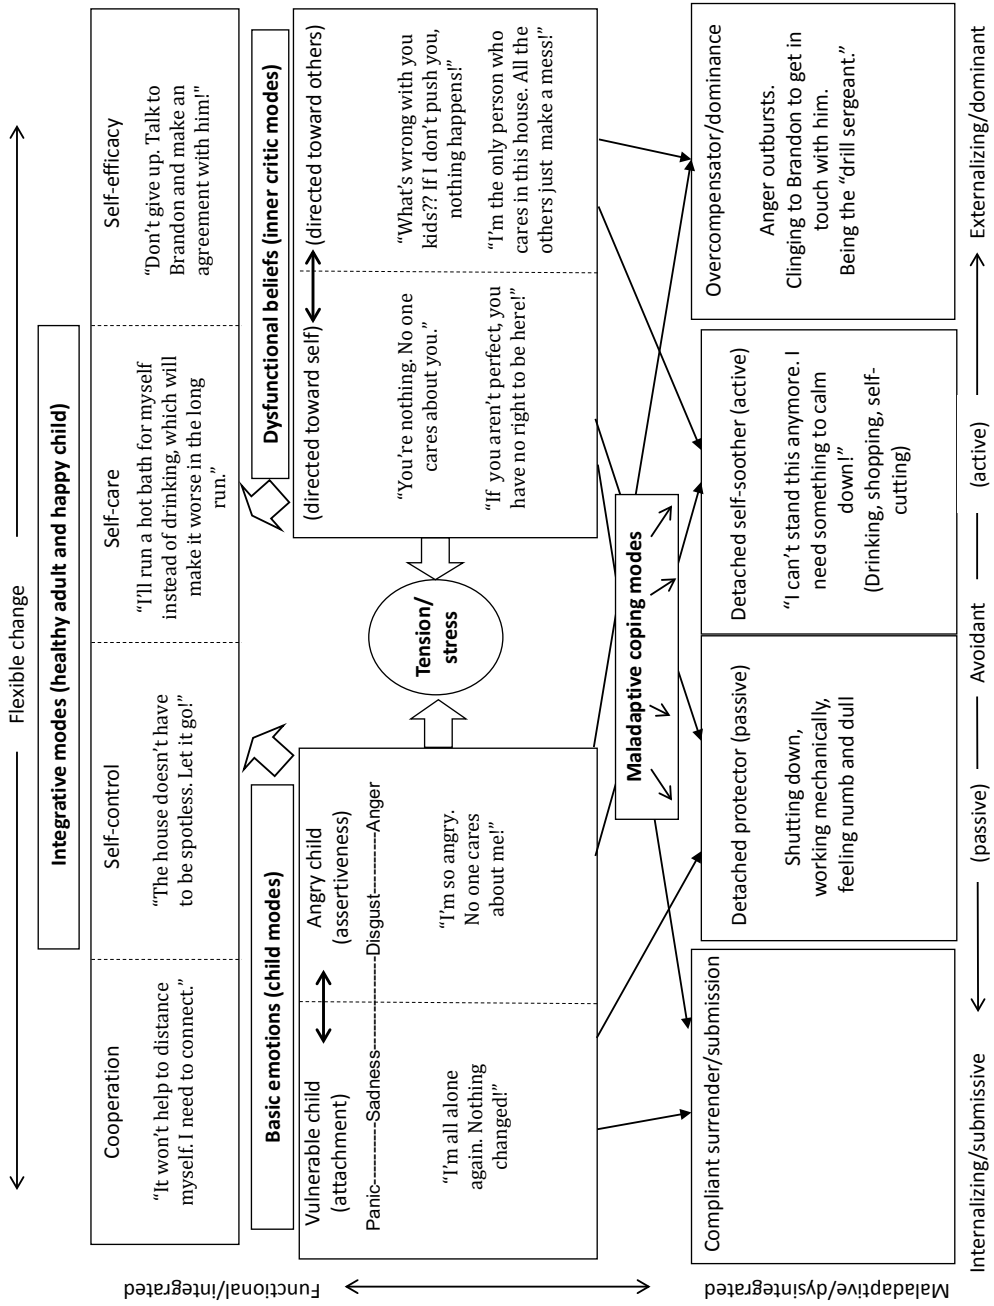 Flexible change
Integrative modes (healthy adult and happy child)
Cooperation
“It won’t help to distance
myself. I need to connect.”
Self-control
“The house doesn’t have
to be spotless. Let it go!”
Self-care
“I’ll run a hot bath for myself
instead of drinking, which will
make it worse in the long
run.”
Self-efficacy
“Don’t give up. Talk to
Brandon and make an
agreement with him!"
Functional/integrated
Basic emotions (child modes)
Vulnerable child
(attachment)
Angry child
(assertiveness)
Panic--------Sadness-----------Disgust------Anger
“I’m all alone
again. Nothing
changed!”
“I’m so angry.
No one cares
about me!”
Tension/
stress
Dysfunctional beliefs (inner critic modes)
(directed toward self)
(directed toward others)
“You’re nothing. No one
cares about you.”
“If you aren’t perfect, you
have no right to be here!”
“What’s wrong with you
kids?? If I don’t push you,
nothing happens!”
“I’m the only person who
cares in this house. All the
others just make a mess!”
Maladaptive coping modes
Maladaptive/dysintegrated
Compliant surrender/submission
Detached protector (passive)
Shutting down,
working mechanically,
feeling numb and dull
Detached self-soother (active)
“I can’t stand this anymore. I
need something to calm
down!”
(Drinking, shopping, self-
cutting)
Overcompensator/dominance
Anger outbursts.
Clinging to Brandon to get in
touch with him.
Being the “drill sergeant.”
Internalizing/submissive
(passive)
Avoidant
(active)
Externalizing/dominant